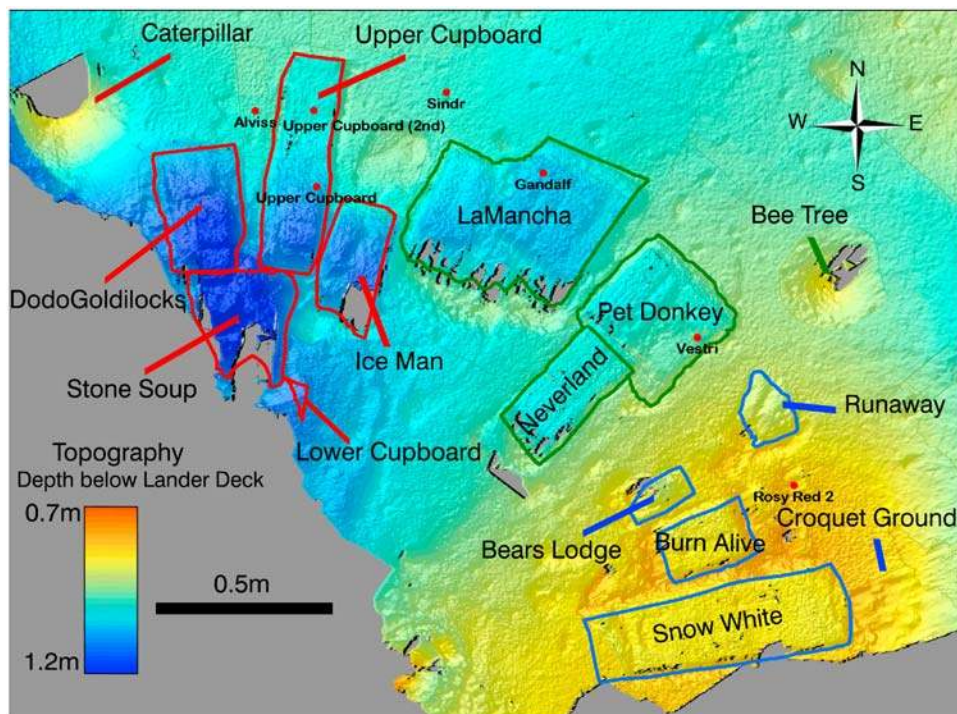 Caterpillar
Upper Cupboard
Sindr
Alviss
Upper Cupboard (2nd)
N
W E
S
Gandalf
Upper Cupboard
LaMancha
Bee Tree
DodoGoldilocks
Pet Donkey
Vestri
Ice Man
Stone Soup
Neverland
Runaway
Lower Cupboard
Topography
Depth below Lander Deck
Rosy Red 2
0.7m
Croquet Ground
Bears Lodge
Burn Alive
0.5m
Snow White
1.2m